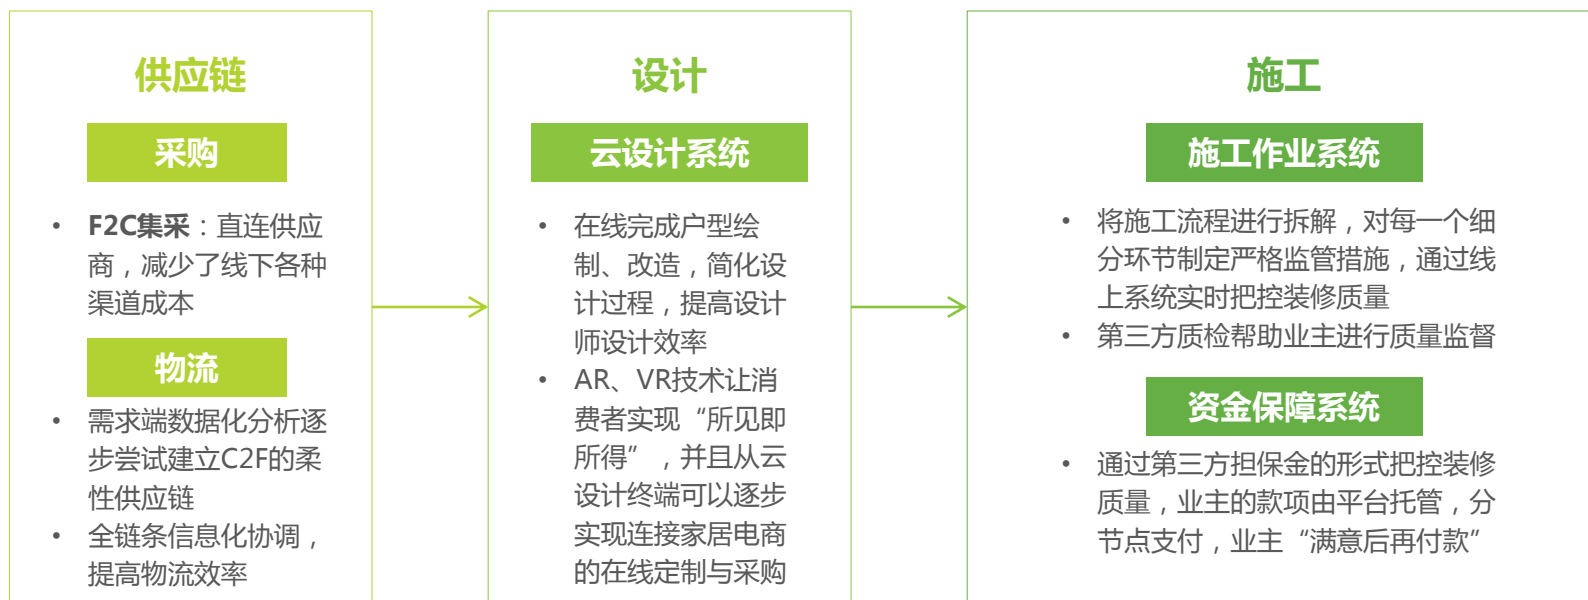 供应链
采购
• F2C集采：直连供应
商，减少了线下各种
渠道成本
物流
• 需求端数据化分析逐
步尝试建立C2F的柔
性供应链
• 全链条信息化协调，
提高物流效率
设计
云设计系统
• 在线完成户型绘
制、改造，简化设
计过程，提高设计
师设计效率
• AR、VR技术让消
费者实现“所见即
所得”，并且从云
设计终端可以逐步
实现连接家居电商
的在线定制与采购
施工
施工作业系统
• 将施工流程进行拆解，对每一个细
分环节制定严格监管措施，通过线
上系统实时把控装修质量
• 第三方质检帮助业主进行质量监督
资金保障系统
• 通过第三方担保金的形式把控装修
质量，业主的款项由平台托管，分
节点支付，业主“满意后再付款”